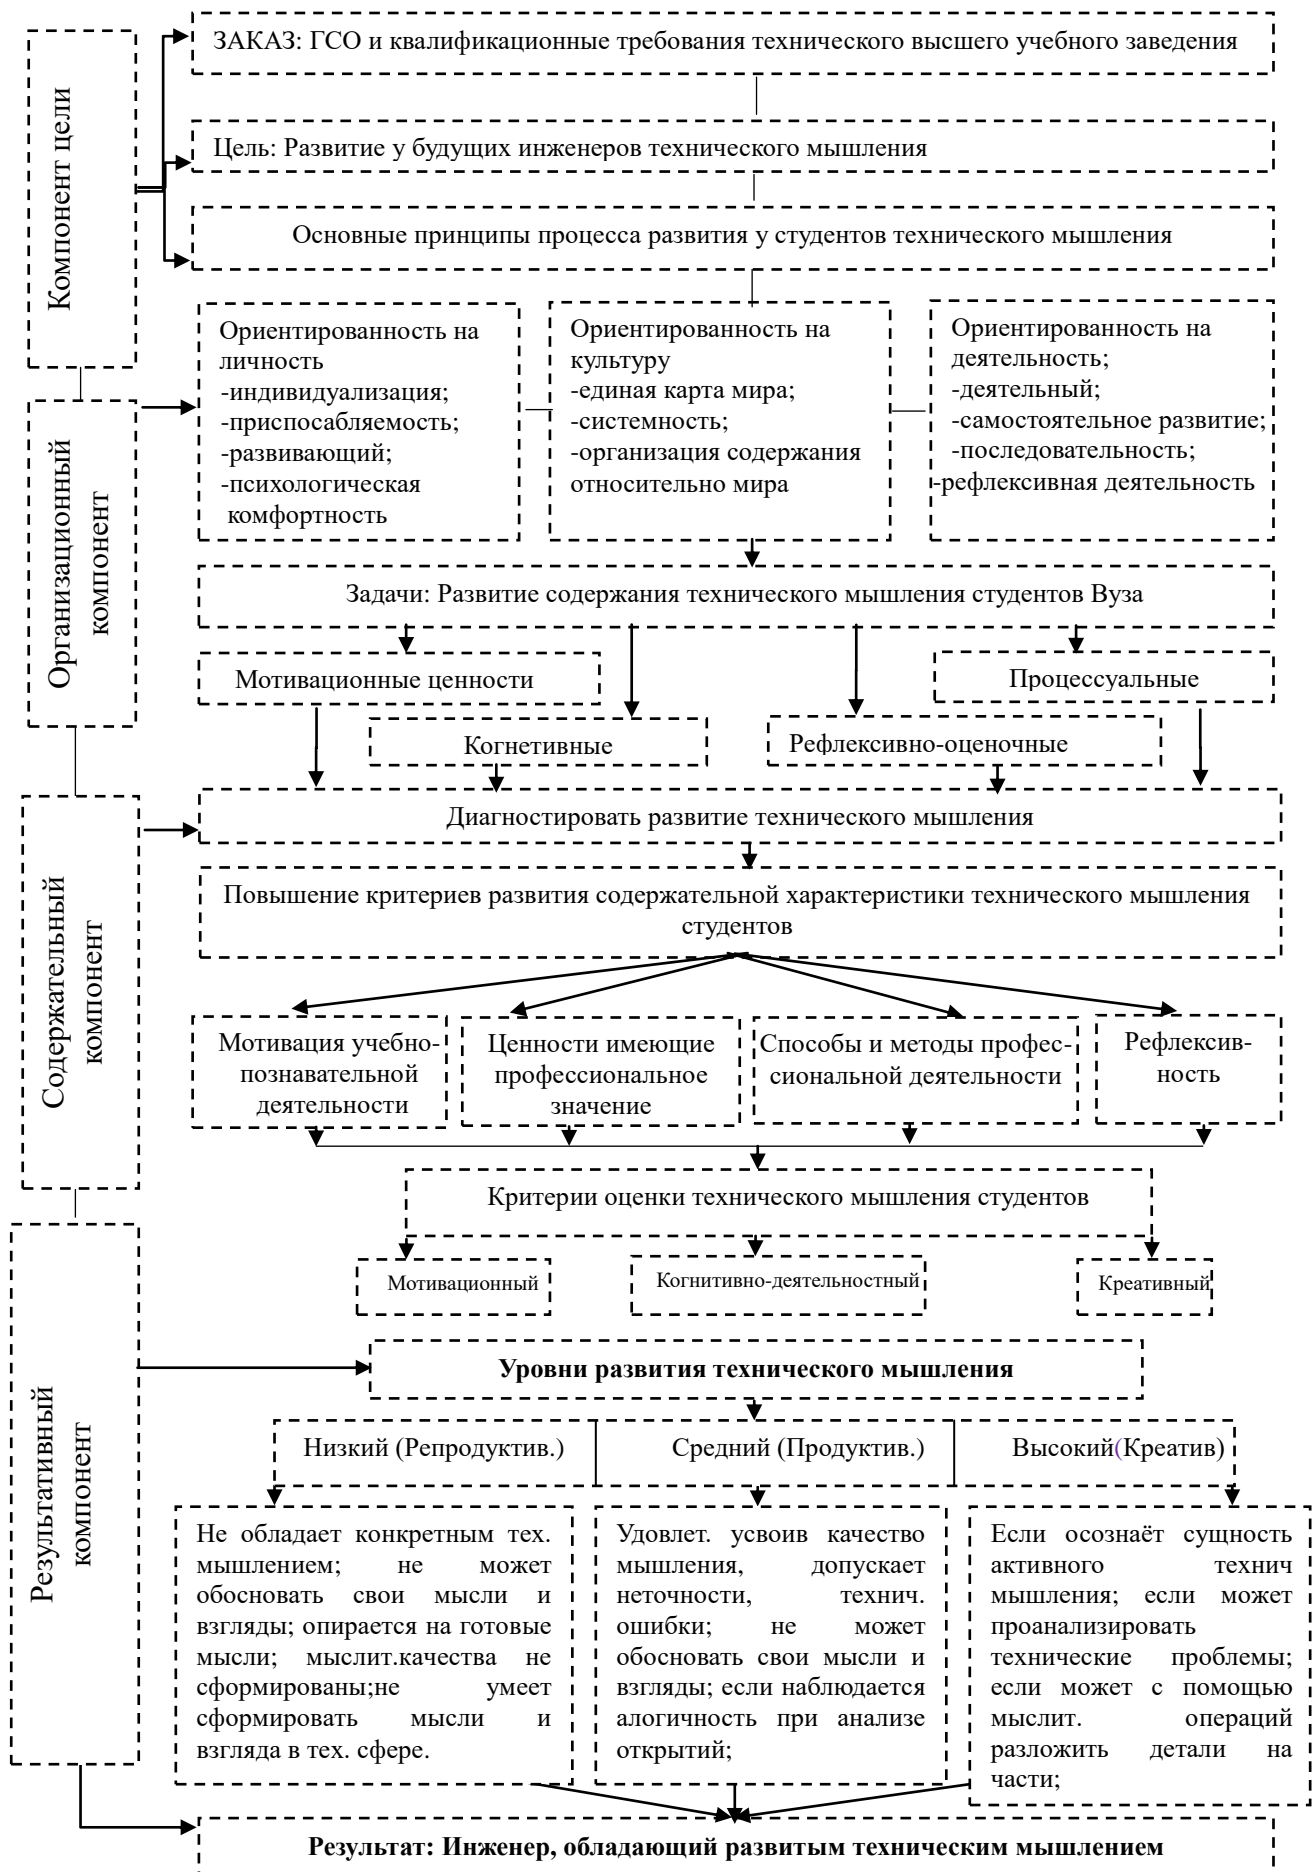 Компонент цели
ЗАКАЗ: ГСО и квалификационные требования технического высшего учебного заведения
Цель: Развитие у будущих инженеров технического мышления
Основные принципы процесса развития у студентов технического мышления
Организационный
компонент
Ориентированность на
личность
-индивидуализация;
-приспосабляемость;
-развивающий;
-психологическая
комфортность
Ориентированность на
культуру
-единая карта мира;
-системность;
-организация содержания
относительно мира
Ориентированность на
деятельность;
-деятельный;
-самостоятельное развитие;
-последовательность;
-рефлексивная деятельность
Задачи: Развитие содержания технического мышления студентов Вуза
Мотивационные ценности
Процессуальные
Когнетивные
Рефлексивно-оценочные
Содержательный
компонент
Диагностировать развитие технического мышления
Повышение критериев развития содержательной характеристики технического мышления
студентов
Мотивация учебно-
познавательной
деятельности
Ценности имеющие
профессиональное
значение
Способы и методы профес-
сиональной деятельности
Рефлексив-
ность
Критерии оценки технического мышления студентов
Мотивационный
Когнитивно-деятельностный
Креативный
Результативный
компонент
Уровни развития технического мышления
Низкий (Репродуктив.)
Средний (Продуктив.)
Высокий(Креатив)
Не обладает конкретным тех.
мышлением; не может
обосновать свои мысли и
взгляды; опирается на готовые
мысли; мыслит.качества не
сформированы;не умеет
сформировать мысли и
взгляда в тех. сфере.
Удовлет. усвоив качество
мышления, допускает
неточности, технич.
ошибки; не может
обосновать свои мысли и
взгляды; если наблюдается
алогичность при анализе
открытий;
Если осознаёт сущность
активного технич
мышления; если может
проанализировать
технические проблемы;
если может с помощью
мыслит. операций
разложить детали на
части;
Результат: Инженер, обладающий развитым техническим мышлением